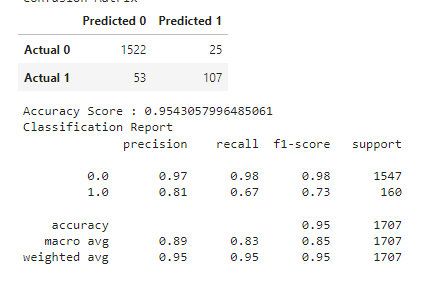 Confusion Matrix
Predicted 0 Predicted 1
Actual 0 1522 25
Actual 1 53 107
Accuracy Score : 0.9543057996485061
Classification Report
precision recall f1-score support
0.0 0.97 0.98 0.98 1547
1.0 0.81 0.67 0.73 160
accuracy 0.95 1707
macro avg 0.89 0.83 0.85 1707
weighted avg 0.95 0.95 0.95 1707